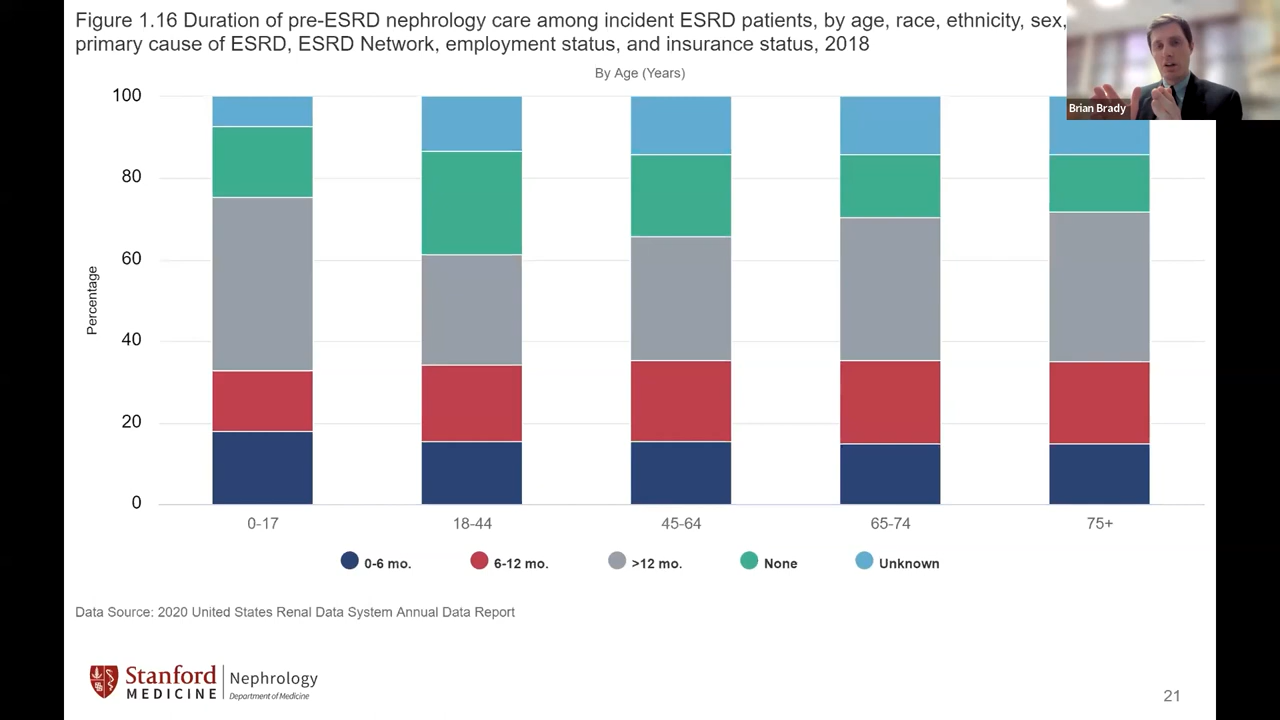 Figure 1.16 Duration of pre-ESRD nephrology care among incident ESRD patients, by age, race, ethnicity, sex,
primary cause of ESRD, ESRD Network, employment status, and insurance status, 2018
Brian Brady
By Age (Years)
100
80
60
40
20
0
Percentage
0-17 18-44 45-64 65-74 75+
0-6 mo. 6-12 mo. >12 mo. None Unknown
Data Source: 2020 United States Renal Data System Annual Data Report
Stanford
MEDICINE
Nephrology
Department of Medicine
21